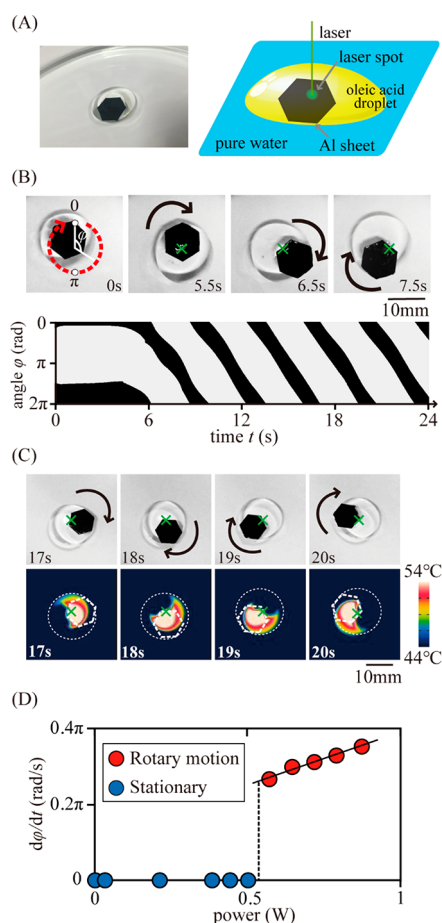 (A)
laser
laser spot
oleic acid
droplet
pure water
Al sheet
(B)
0
φ
π
0s
5.5s
6.5s
7.5s
10mm
angle φ (rad)
0
π
2π
0
6
12
18
24
time t (s)
(C)
17s
18s
19s
20s
54°C
17s
18s
19s
20s
44°C
10mm
(D)
dφ/dt (rad/s)
0.4π
0.2π
0
Rotary motion
Stationary
0
0.5
1
power (W)